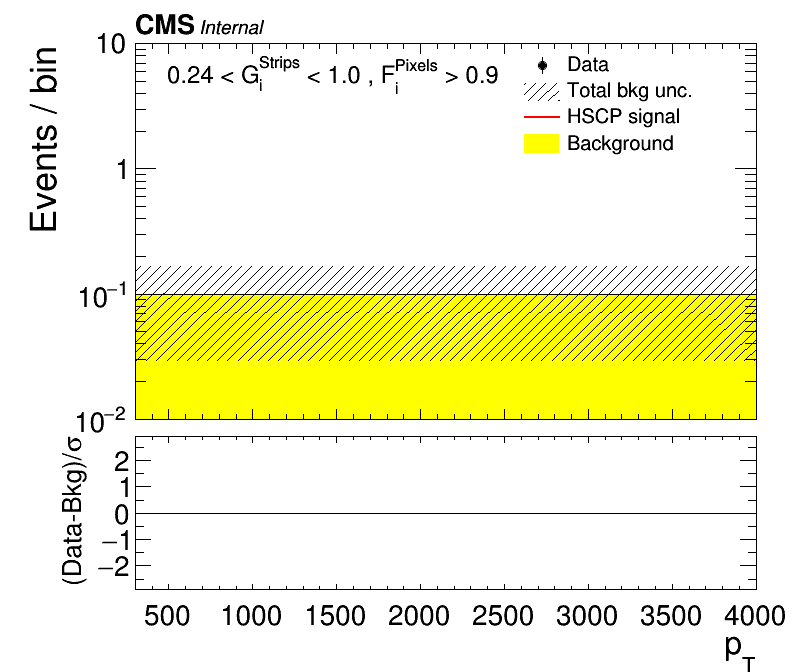 CMS Internal
10
0.24 < G_i^Strips < 1.0 , F_i^Pixels > 0.9
Data
Total bkg unc.
HSCP signal
Background
Events / bin
1
10^−1
10^−2
(Data-Bkg)/σ
2
1
0
−1
−2
500 1000 1500 2000 2500 3000 3500 4000
p_T